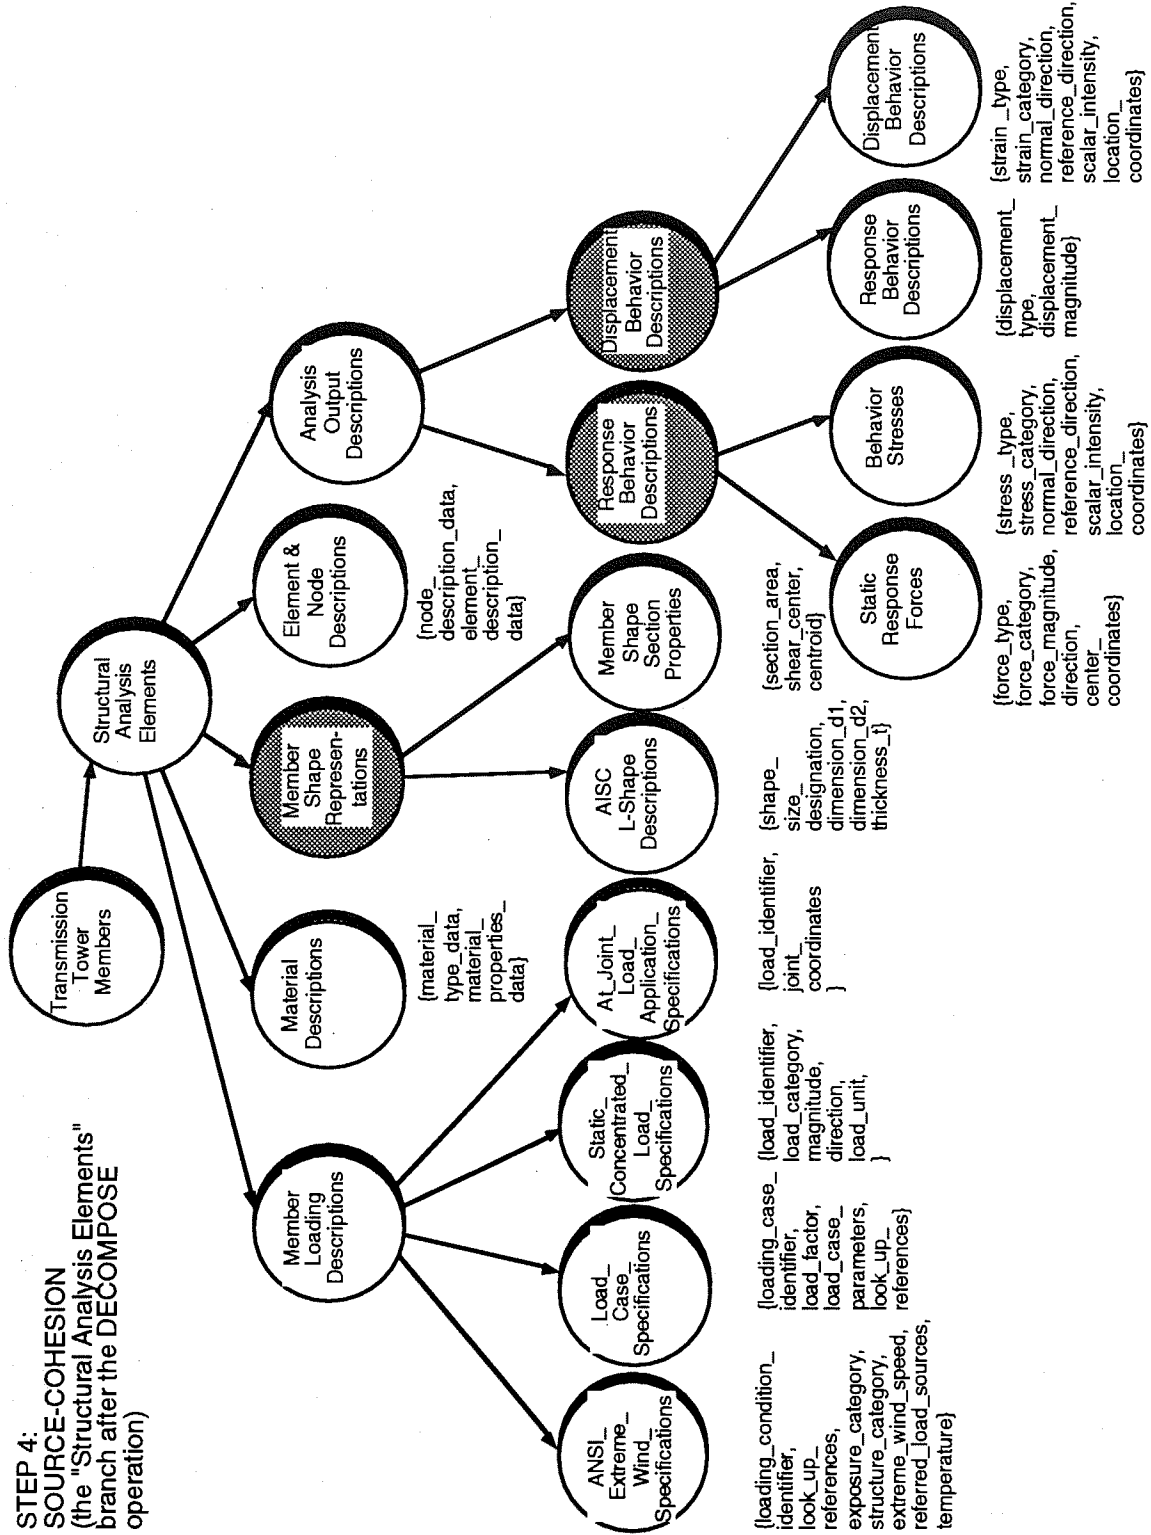 STEP 4:
SOURCE-COHESION
(the "Structural Analysis Elements"
branch after the DECOMPOSE
operation)
Transmission
Tower
Members
Structural
Analysis
Elements
Member
Loading
Descriptions
Material
Descriptions
{material_
type_data,
material_
properties_
data}
Member
Shape
Represen-
tations
Element &
Node
Descriptions
{node_
description_data,
element_
description_
data}
Analysis
Output
Descriptions
ANSI_
Extreme_
Wind_
Specifications
{loading_condition_
identifier,
look_up_
references,
exposure_category,
structure_category,
extreme_wind_speed,
referred_load_sources,
temperature}
Load_
Case_
Specifications
{loading_case_
identifier,
load_factor,
load_case_
parameters,
look_up_
references}
Static_
Concentrated_
Load_
Specifications
{load_identifier,
load_category,
magnitude,
direction,
load_unit,
}
At_Joint_
Load_
Application_
Specifications
{load_identifier,
joint_
coordinates
}
AISC
L-Shape
Descriptions
{shape_
size_
designation,
dimension_d1,
dimension_d2,
thickness_t}
Member
Shape
Section
Properties
{section_area,
shear_center,
centroid}
Response
Behavior
Descriptions
Displacement
Behavior
Descriptions
Static
Response
Forces
{force_type,
force_category,
force_magnitude,
direction,
center_
coordinates}
Behavior
Stresses
{stress_type,
stress_category,
normal_direction,
reference_direction,
scalar_intensity,
location_
coordinates}
Response
Behavior
Descriptions
{displacement_
type,
displacement_
magnitude}
Displacement
Behavior
Descriptions
{strain_type,
strain_category,
normal_direction,
reference_direction,
scalar_intensity,
location_
coordinates}